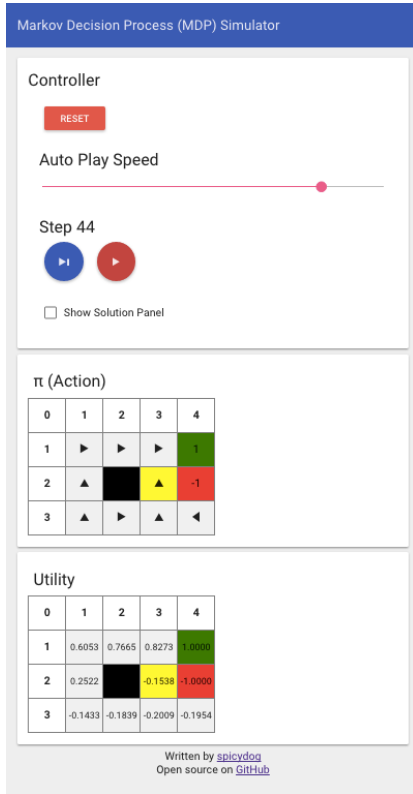 Markov Decision Process (MDP) Simulator
Controller
RESET
Auto Play Speed
Step 44
Show Solution Panel
π (Action)
0 1 2 3 4
1 1
2 -1
3
Utility
0 1 2 3 4
1 0.6053 0.7665 0.8273 1.0000
2 0.2522 -0.1538 -1.0000
3 -0.1433 -0.1839 -0.2009 -0.1954
Written by spicydog
Open source on GitHub